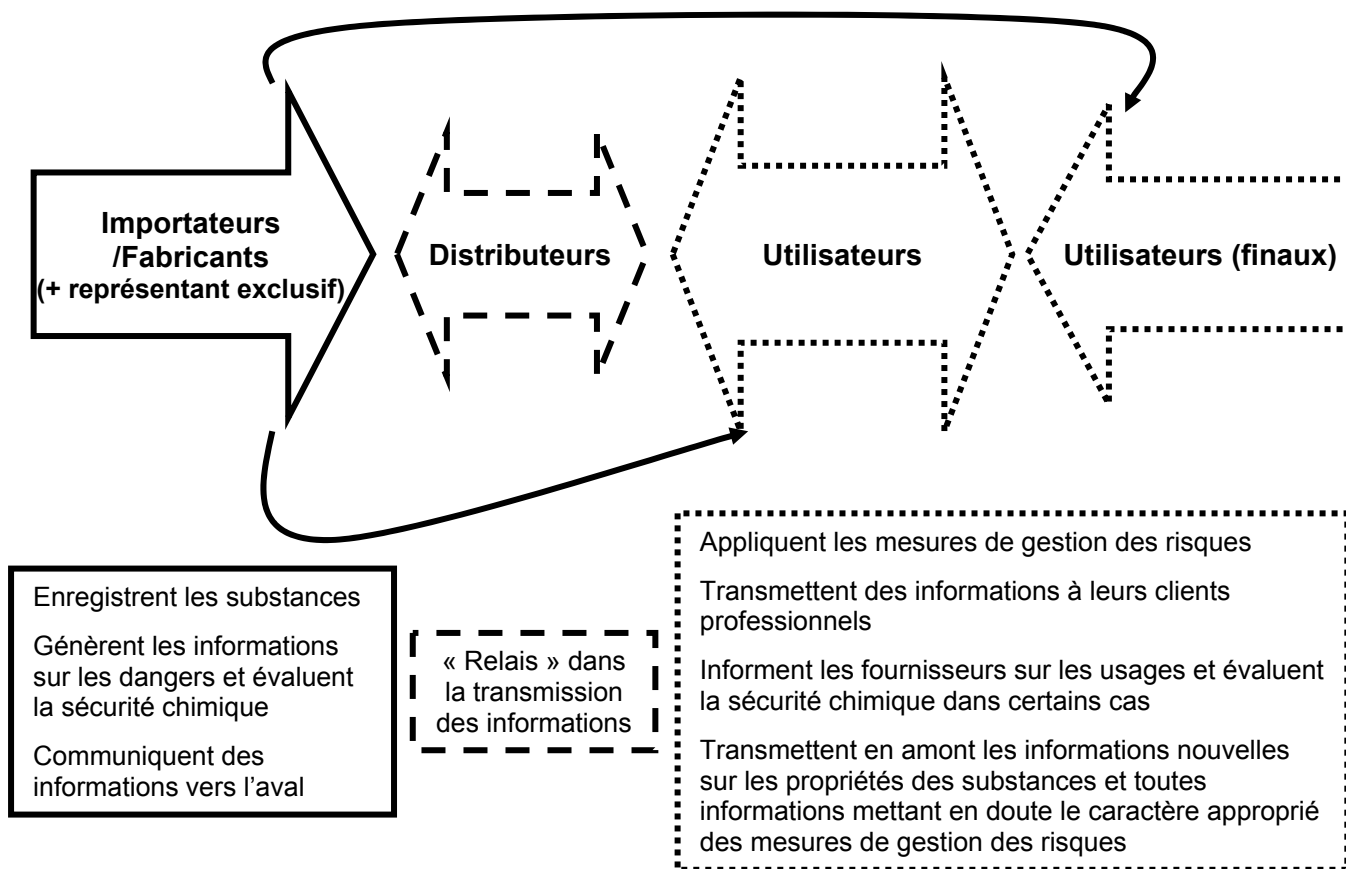 Importateurs
/Fabricants
(+ représentant exclusif)
Distributeurs
Utilisateurs
Utilisateurs (finaux)
Enregistrent les substances
Génèrent les informations
sur les dangers et évaluent
la sécurité chimique
Communiquent des
informations vers l’aval
« Relais » dans
la transmission
des informations
Appliquent les mesures de gestion des risques
Transmettent des informations à leurs clients
professionnels
Informent les fournisseurs sur les usages et évaluent
la sécurité chimique dans certains cas
Transmettent en amont les informations nouvelles
sur les propriétés des substances et toutes
informations mettant en doute le caractère approprié
des mesures de gestion des risques